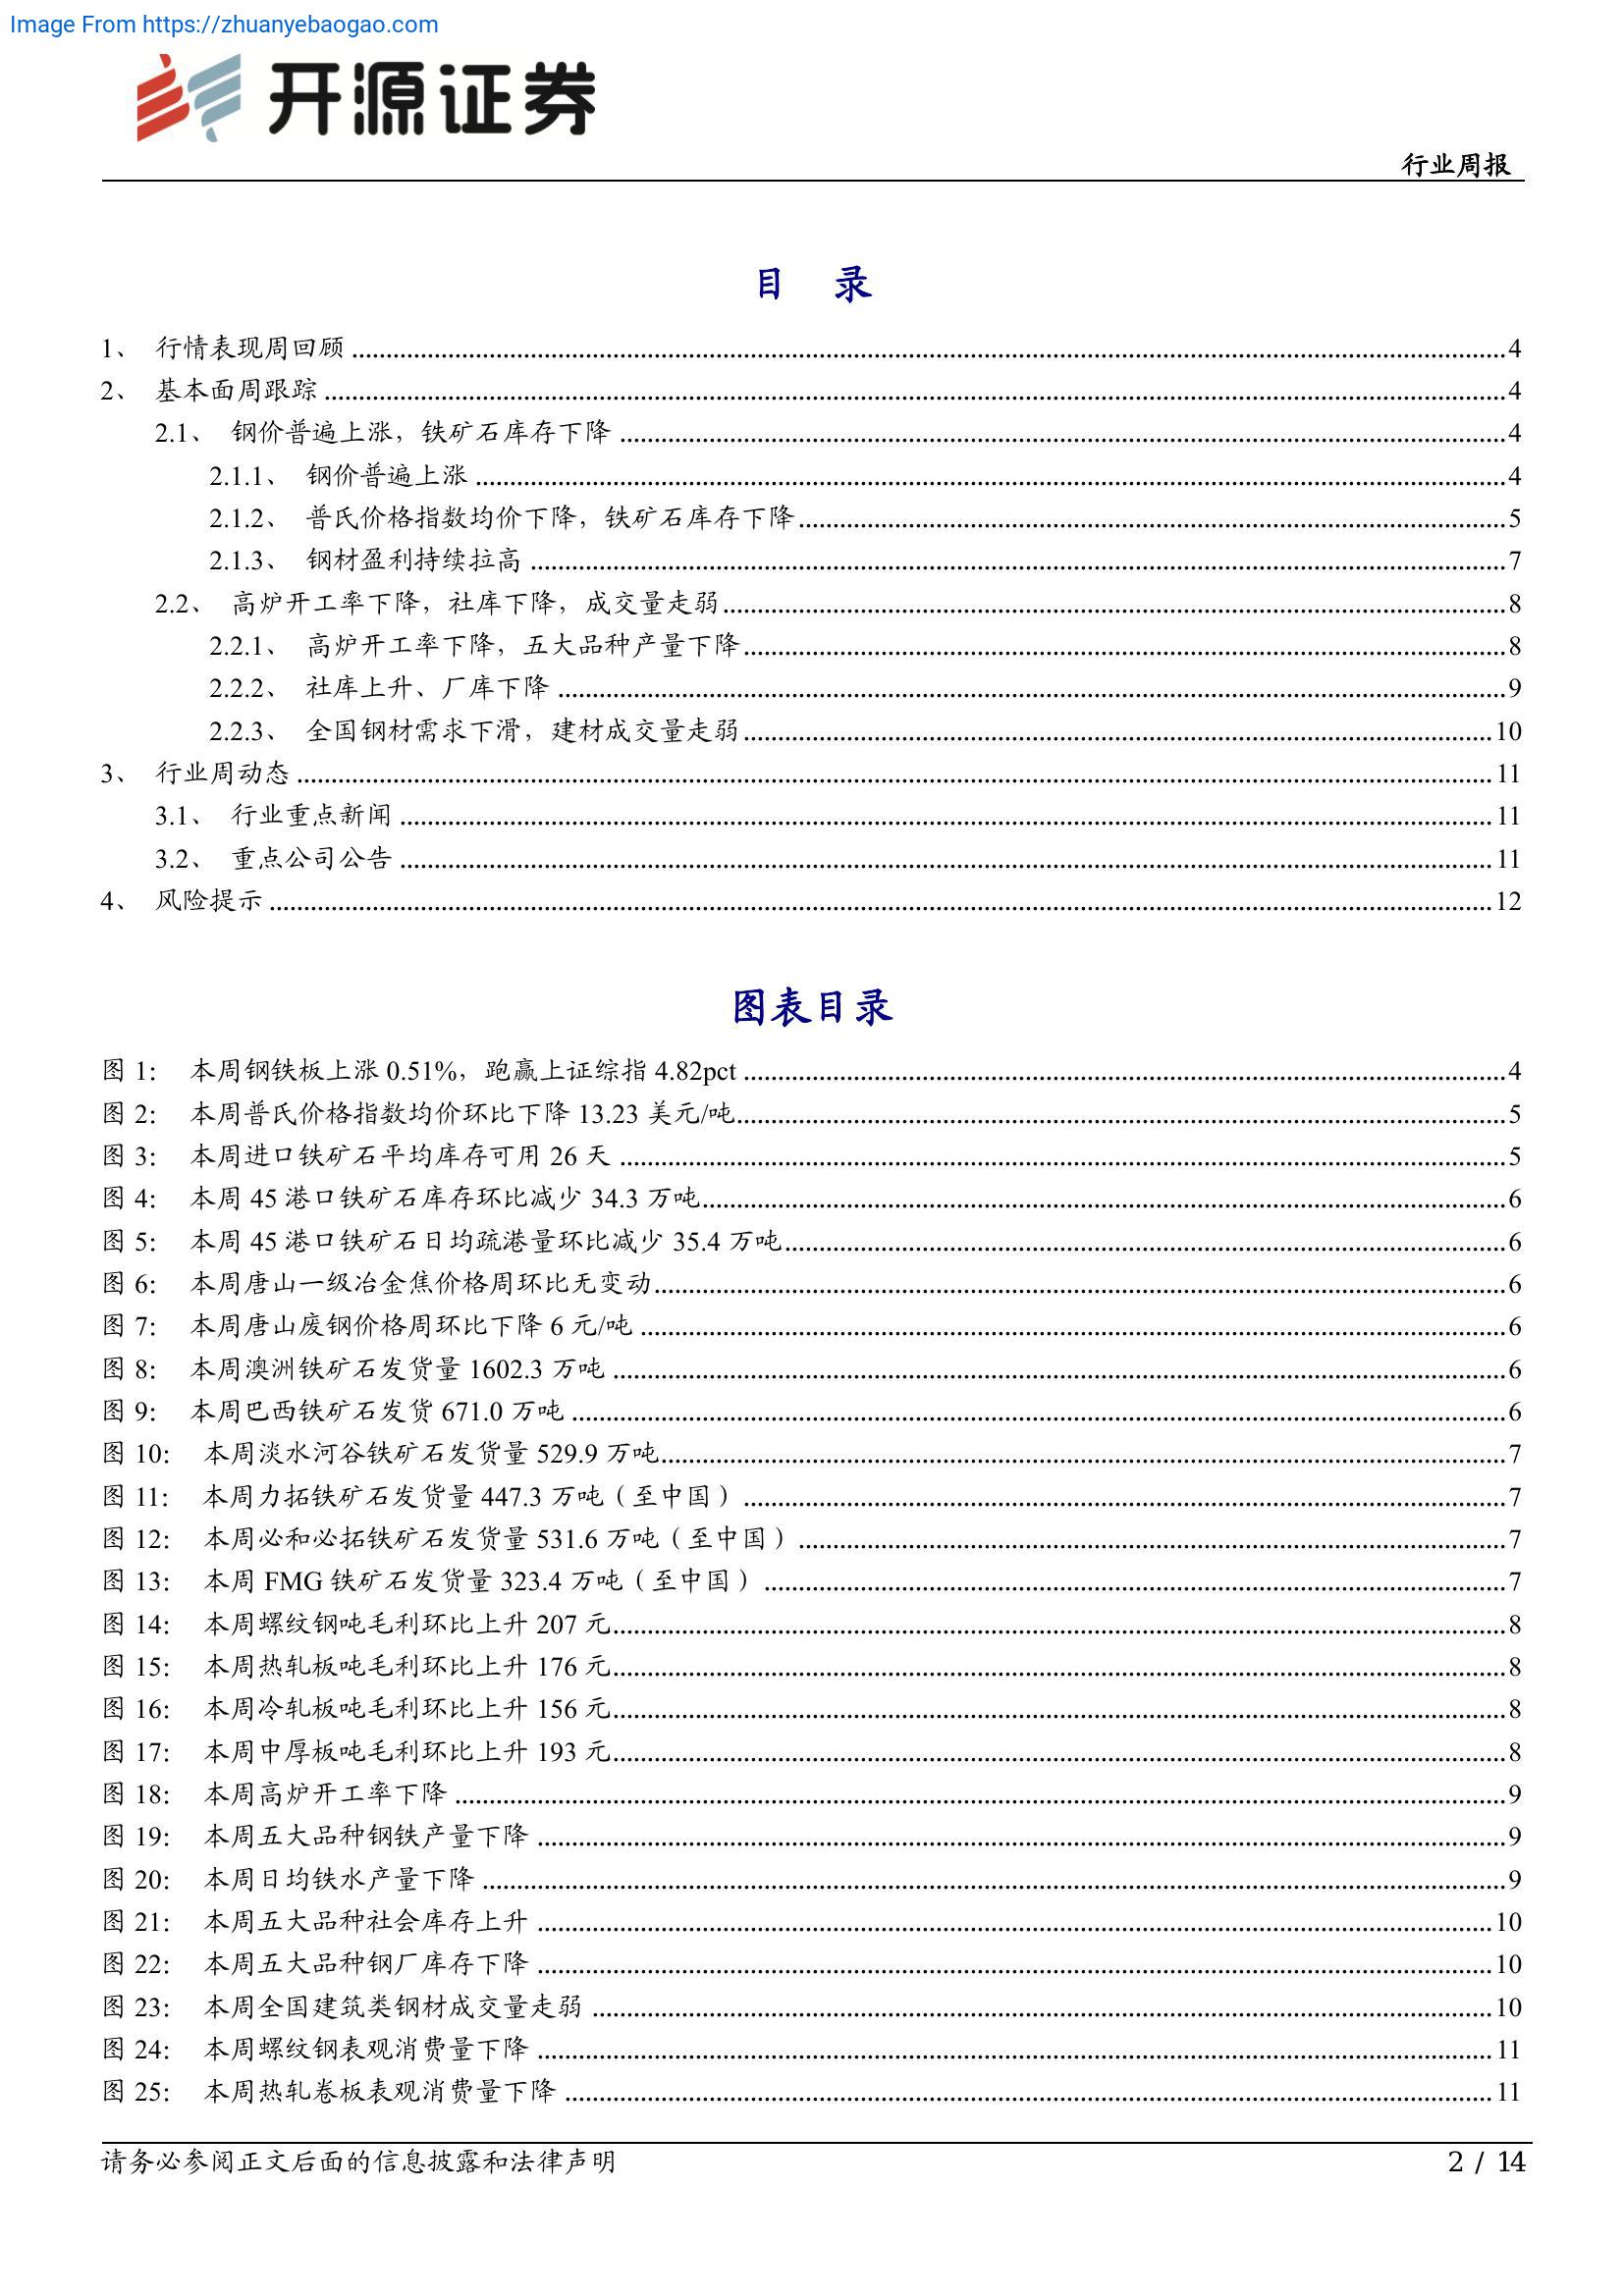 Image From https://zhuanyebaogao.com
开源证券
行业周报
目 录
1、 行情表现周回顾 4
2、 基本面周跟踪 4
2.1、 钢价普遍上涨，铁矿石库存下降 4
2.1.1、 钢价普遍上涨 4
2.1.2、 普氏价格指数均价下降，铁矿石库存下降 5
2.1.3、 钢材盈利持续拉高 7
2.2、 高炉开工率下降，社库下降，成交量走弱 8
2.2.1、 高炉开工率下降，五大品种产量下降 8
2.2.2、 社库上升、厂库下降 9
2.2.3、 全国钢材需求下滑，建材成交量走弱 10
3、 行业周动态 11
3.1、 行业重点新闻 11
3.2、 重点公司公告 11
4、 风险提示 12
图表目录
图 1： 本周钢铁板上涨 0.51%，跑赢上证综指 4.82pct 4
图 2： 本周普氏价格指数均价环比下降 13.23 美元/吨 5
图 3： 本周进口铁矿石平均库存可用 26 天 5
图 4： 本周 45 港口铁矿石库存环比减少 34.3 万吨 6
图 5： 本周 45 港口铁矿石日均疏港量环比减少 35.4 万吨 6
图 6： 本周唐山一级冶金焦价格周环比无变动 6
图 7： 本周唐山废钢价格周环比下降 6 元/吨 6
图 8： 本周澳洲铁矿石发货量 1602.3 万吨 6
图 9： 本周巴西铁矿石发货 671.0 万吨 6
图 10： 本周淡水河谷铁矿石发货量 529.9 万吨 7
图 11： 本周力拓铁矿石发货量 447.3 万吨（至中国） 7
图 12： 本周必和必拓铁矿石发货量 531.6 万吨（至中国） 7
图 13： 本周 FMG 铁矿石发货量 323.4 万吨（至中国） 7
图 14： 本周螺纹钢吨毛利环比上升 207 元 8
图 15： 本周热轧板吨毛利环比上升 176 元 8
图 16： 本周冷轧板吨毛利环比上升 156 元 8
图 17： 本周中厚板吨毛利环比上升 193 元 8
图 18： 本周高炉开工率下降 9
图 19： 本周五大品种钢铁产量下降 9
图 20： 本周日均铁水产量下降 9
图 21： 本周五大品种社会库存上升 10
图 22： 本周五大品种钢厂库存下降 10
图 23： 本周全国建筑类钢材成交量走弱 10
图 24： 本周螺纹钢表观消费量下降 11
图 25： 本周热轧卷板表观消费量下降 11
请务必参阅正文后面的信息披露和法律声明 2 / 14